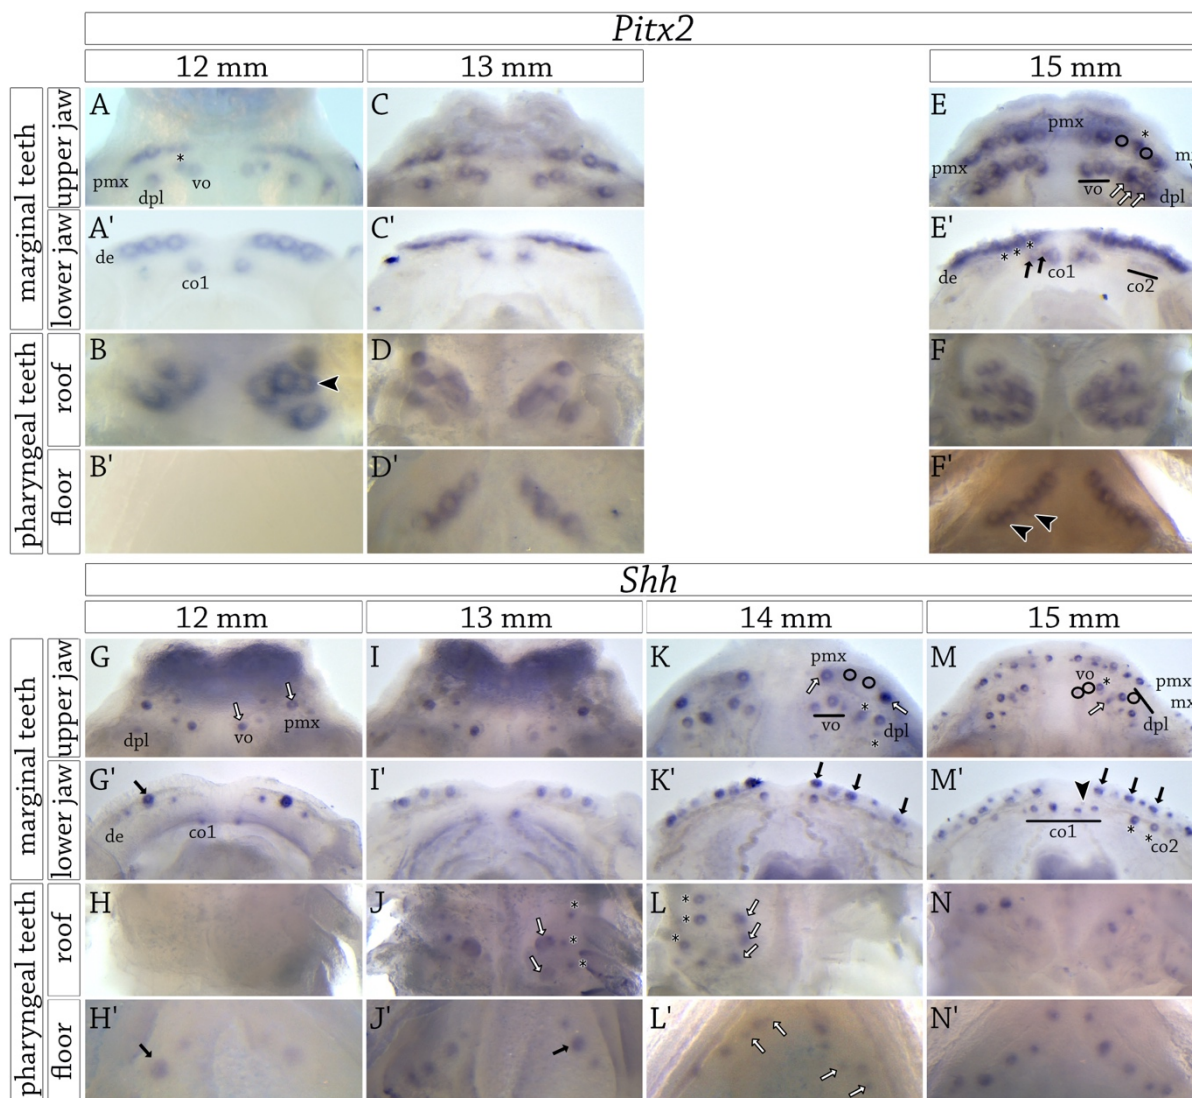 Pitx2
12 mm
13 mm
15 mm
marginal teeth
upper jaw
A
*
pmx
vo
dpl
C
E
pmx
*
pmx
vo
dpl
lower jaw
A'
de
co1
C'
E'
* * *
de
co1
co2
pharyngeal teeth
roof
B
D
F
floor
B'
D'
F'
Shh
12 mm
13 mm
14 mm
15 mm
marginal teeth
upper jaw
G
pmx
dpl
vo
I
K
pmx
*
vo
dpl
*
M
vo
*
pmx
mx
dpl
lower jaw
G'
de
co1
I'
K'
M'
co1
* *
co2
pharyngeal teeth
roof
H
J
*
*
*
L
*
*
*
N
floor
H'
J'
L'
N'